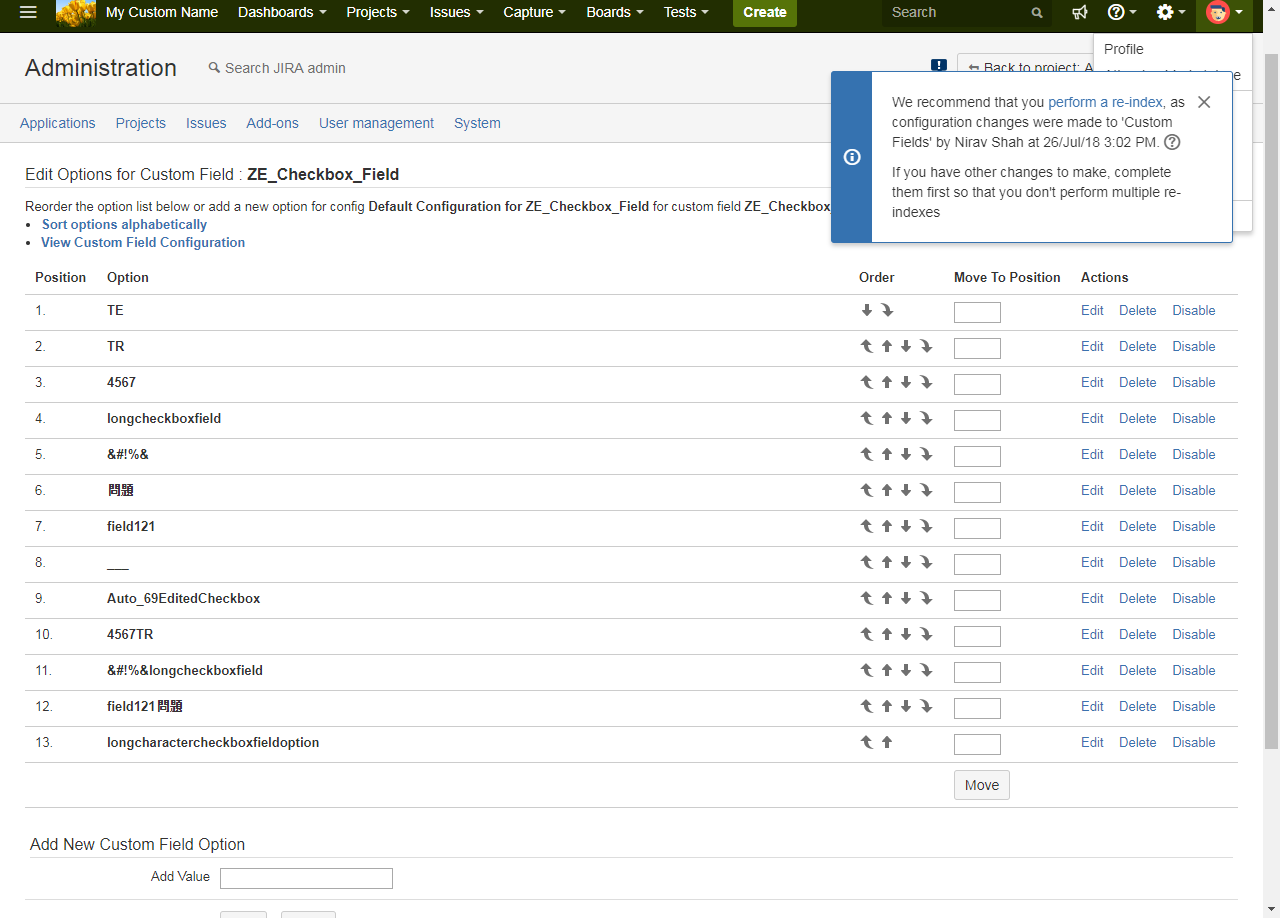 My Custom Name Dashboards Projects Issues Capture Boards Tests Create Search
Profile
Administration Search JIRA admin Back to project: A
We recommend that you perform a re-index, as
configuration changes were made to 'Custom
Fields' by Nirav Shah at 26/Jul/18 3:02 PM.
If you have other changes to make, complete
them first so that you don't perform multiple re-
indexes
Applications Projects Issues Add-ons User management System
Edit Options for Custom Field : ZE_Checkbox_Field
Reorder the option list below or add a new option for config Default Configuration for ZE_Checkbox_Field for custom field ZE_Checkbox_
• Sort options alphabetically
• View Custom Field Configuration
Position Option Order Move To Position Actions
1. TE Edit Delete Disable
2. TR Edit Delete Disable
3. 4567 Edit Delete Disable
4. longcheckboxfield Edit Delete Disable
5. &#!%& Edit Delete Disable
6. 問題 Edit Delete Disable
7. field121 Edit Delete Disable
8. ___ Edit Delete Disable
9. Auto_69EditedCheckbox Edit Delete Disable
10. 4567TR Edit Delete Disable
11. &#!%&longcheckboxfield Edit Delete Disable
12. field121問題 Edit Delete Disable
13. longcharactercheckboxfieldoption Edit Delete Disable
Move
Add New Custom Field Option
Add Value